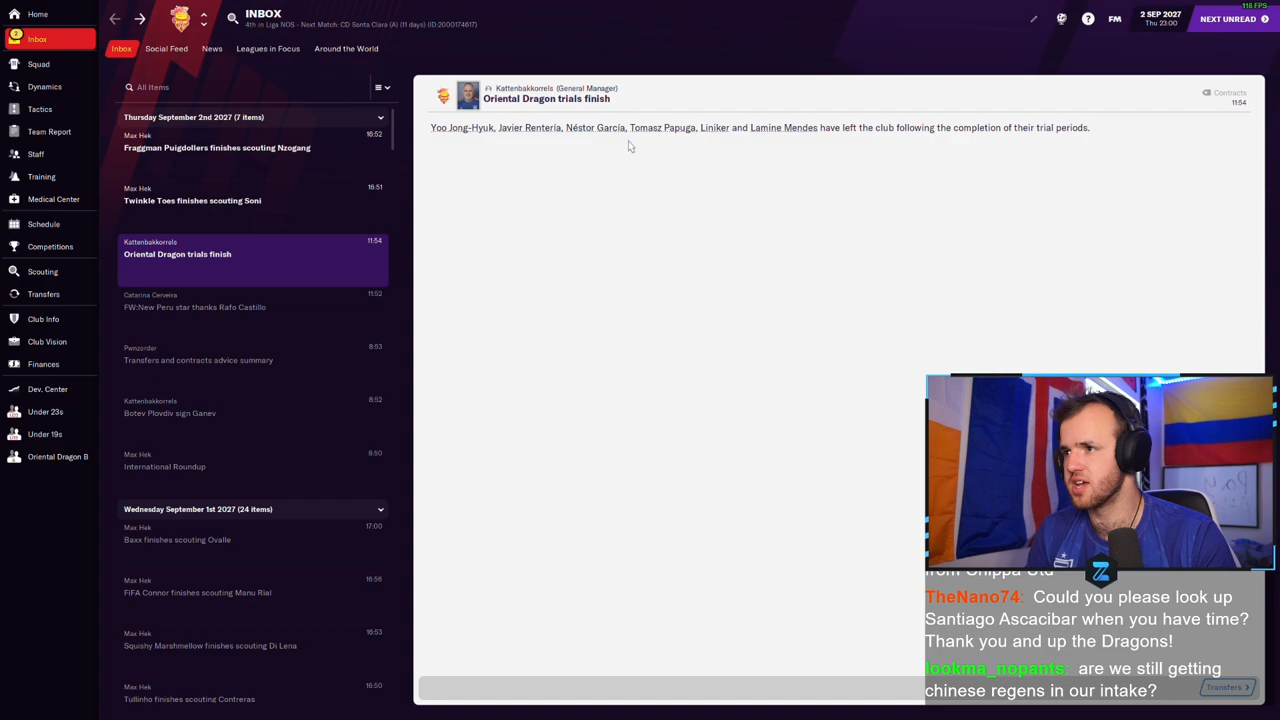 Home
Inbox
2
Squad
Dynamics
Tactics
Team Report
Staff
Training
Medical Center
Schedule
Competitions
Scouting
Transfers
Club Info
Club Vision
Finances
Dev. Center
Under 23s
Under 19s
Oriental Dragon B
INBOX
4th in Liga NOS - Next Match: CD Santa Clara (A) (11 days) (ID:2000174617)
FM
2 SEP 2027
Thu 23:00
118 FPS
NEXT UNREAD
Inbox
Social Feed
News
Leagues in Focus
Around the World
All Items
Thursday September 2nd 2027 (7 items)
Max Hek 16:52
Fraggman Puigdollers finishes scouting Nzogang
Max Hek 16:51
Twinkle Toes finishes scouting Soni
Kattenbakkorrels 11:54
Oriental Dragon trials finish
Catarina Cerveira 11:52
FW:New Peru star thanks Rafo Castillo
Pwnzorder 8:53
Transfers and contracts advice summary
Kattenbakkorrels 8:52
Botev Plovdiv sign Ganev
Max Hek 8:50
International Roundup
Wednesday September 1st 2027 (24 items)
Max Hek 17:00
Baxx finishes scouting Ovalle
Max Hek 16:56
FiFA Connor finishes scouting Manu Rial
Max Hek 16:53
Squishy Marshmellow finishes scouting Di Lena
Max Hek 16:50
Tullinho finishes scouting Contreras
Kattenbakkorrels (General Manager)
Oriental Dragon trials finish
Contracts
11:54
Yoo Jong-Hyuk, Javier Rentería, Néstor García, Tomasz Papuga, Liniker and Lamine Mendes have left the club following the completion of their trial periods.
from Chippa Utd
TheNano74: Could you please look up
Santiago Ascacibar when you have time?
Thank you and up the Dragons!
lookma_nopants: are we still getting
chinese regens in our intake?
Transfers